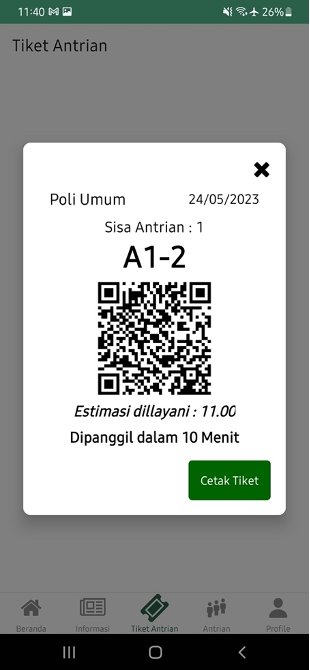 11:40 26%
Tiket Antrian
Poli Umum 24/05/2023
Sisa Antrian : 1
A1-2
Estimasi dillayani : 11.00
Dipanggil dalam 10 Menit
Cetak Tiket
Beranda Informasi Tiket Antrian Antrian Profile